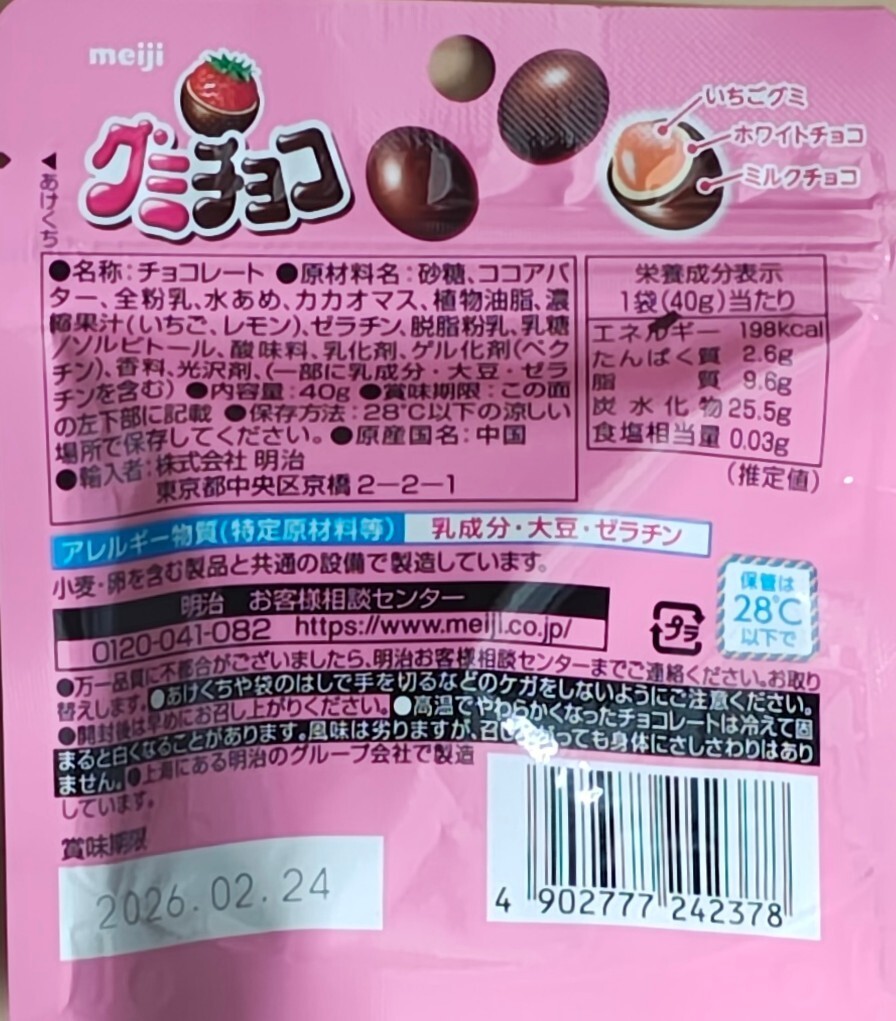 meiji
グミチョコ
いちごグミ
ホワイトチョコ
ミルクチョコ
◀あけくち
●名称:チョコレート ●原材料名:砂糖、ココアバ
ター、全粉乳、水あめ、カカオマス、植物油脂、濃
縮果汁(いちご、レモン)、ゼラチン、脱脂粉乳、乳糖
/ソルビトール、酸味料、乳化剤、ゲル化剤(ペク
チン)、香料、光沢剤、(一部に乳成分・大豆・ゼラ
チンを含む) ●内容量:40g ●賞味期限:この面
の左下部に記載 ●保存方法:28℃以下の涼しい
場所で保存してください。●原産国名:中国
●輸入者:株式会社 明治
東京都中央区京橋2-2-1
栄養成分表示
1袋(40g)当たり
エネルギー 198kcal
たんぱく質 2.6g
脂質 9.6g
炭水化物 25.5g
食塩相当量 0.03g
(推定値)
アレルギー物質(特定原材料等) 乳成分・大豆・ゼラチン
小麦・卵を含む製品と共通の設備で製造しています。
明治 お客様相談センター
0120-041-082 https://www.meiji.co.jp/
プラ
保管は
28℃
以下で
●万一品質に不都合がございましたら、明治お客様相談センターまでご連絡ください。お取り
替えします。●あけくちや袋のはしで手を切るなどのケガをしないようにご注意ください。
●開封後は早めにお召し上がりください。●高温でやわらかくなったチョコレートは冷えて固
まると白くなることがあります。風味は劣りますが、召し上がっても身体にさしさわりはあり
ません。●上海にある明治のグループ会社で製造
しています。
賞味期限
2026.02.24
4 902777 242378